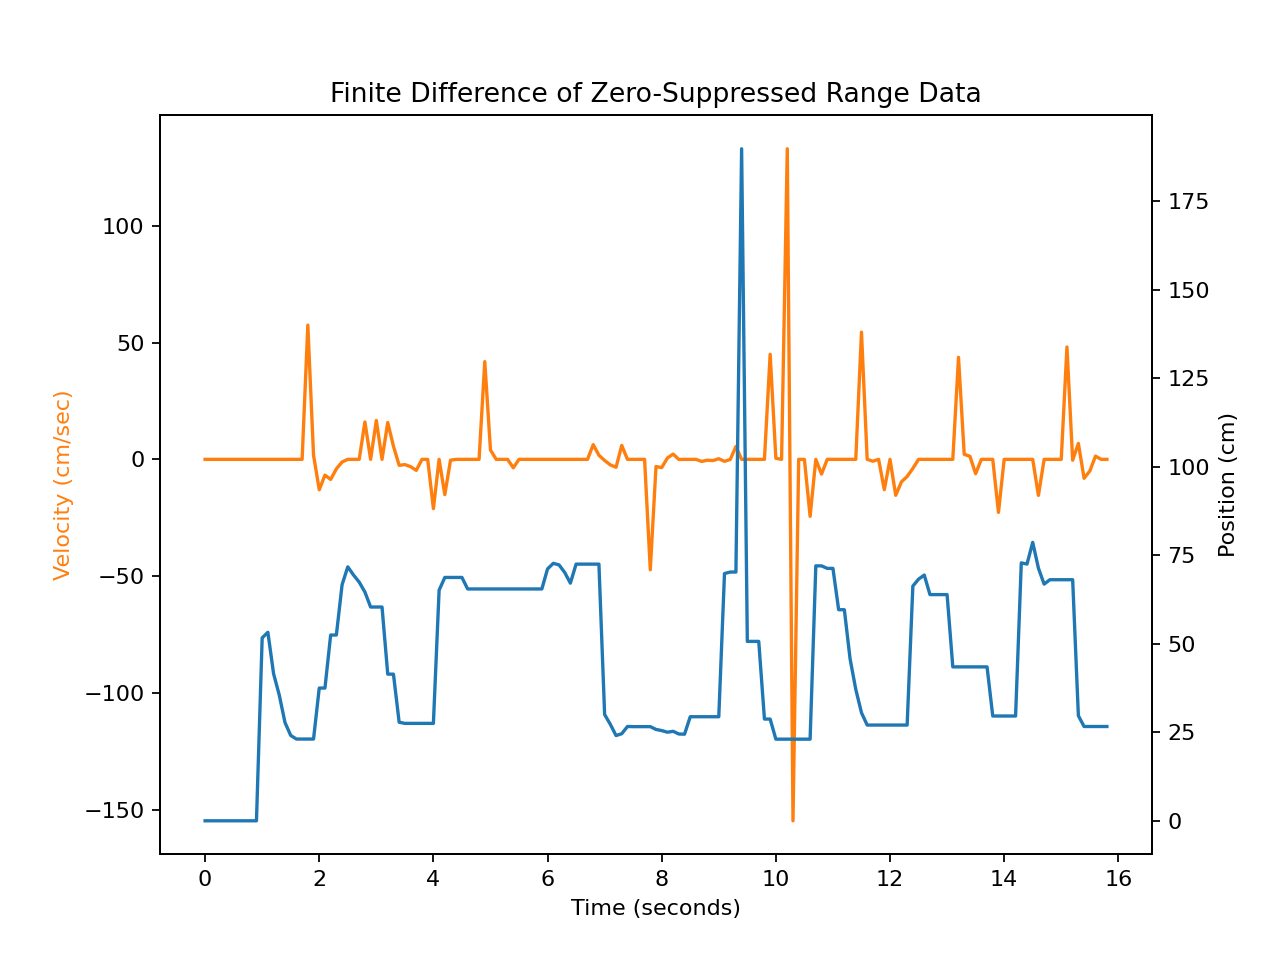 Finite Difference of Zero-Suppressed Range Data
Velocity (cm/sec)
100
50
0
−50
−100
−150
175
150
125
100
75
50
25
0
Position (cm)
0 2 4 6 8 10 12 14 16
Time (seconds)